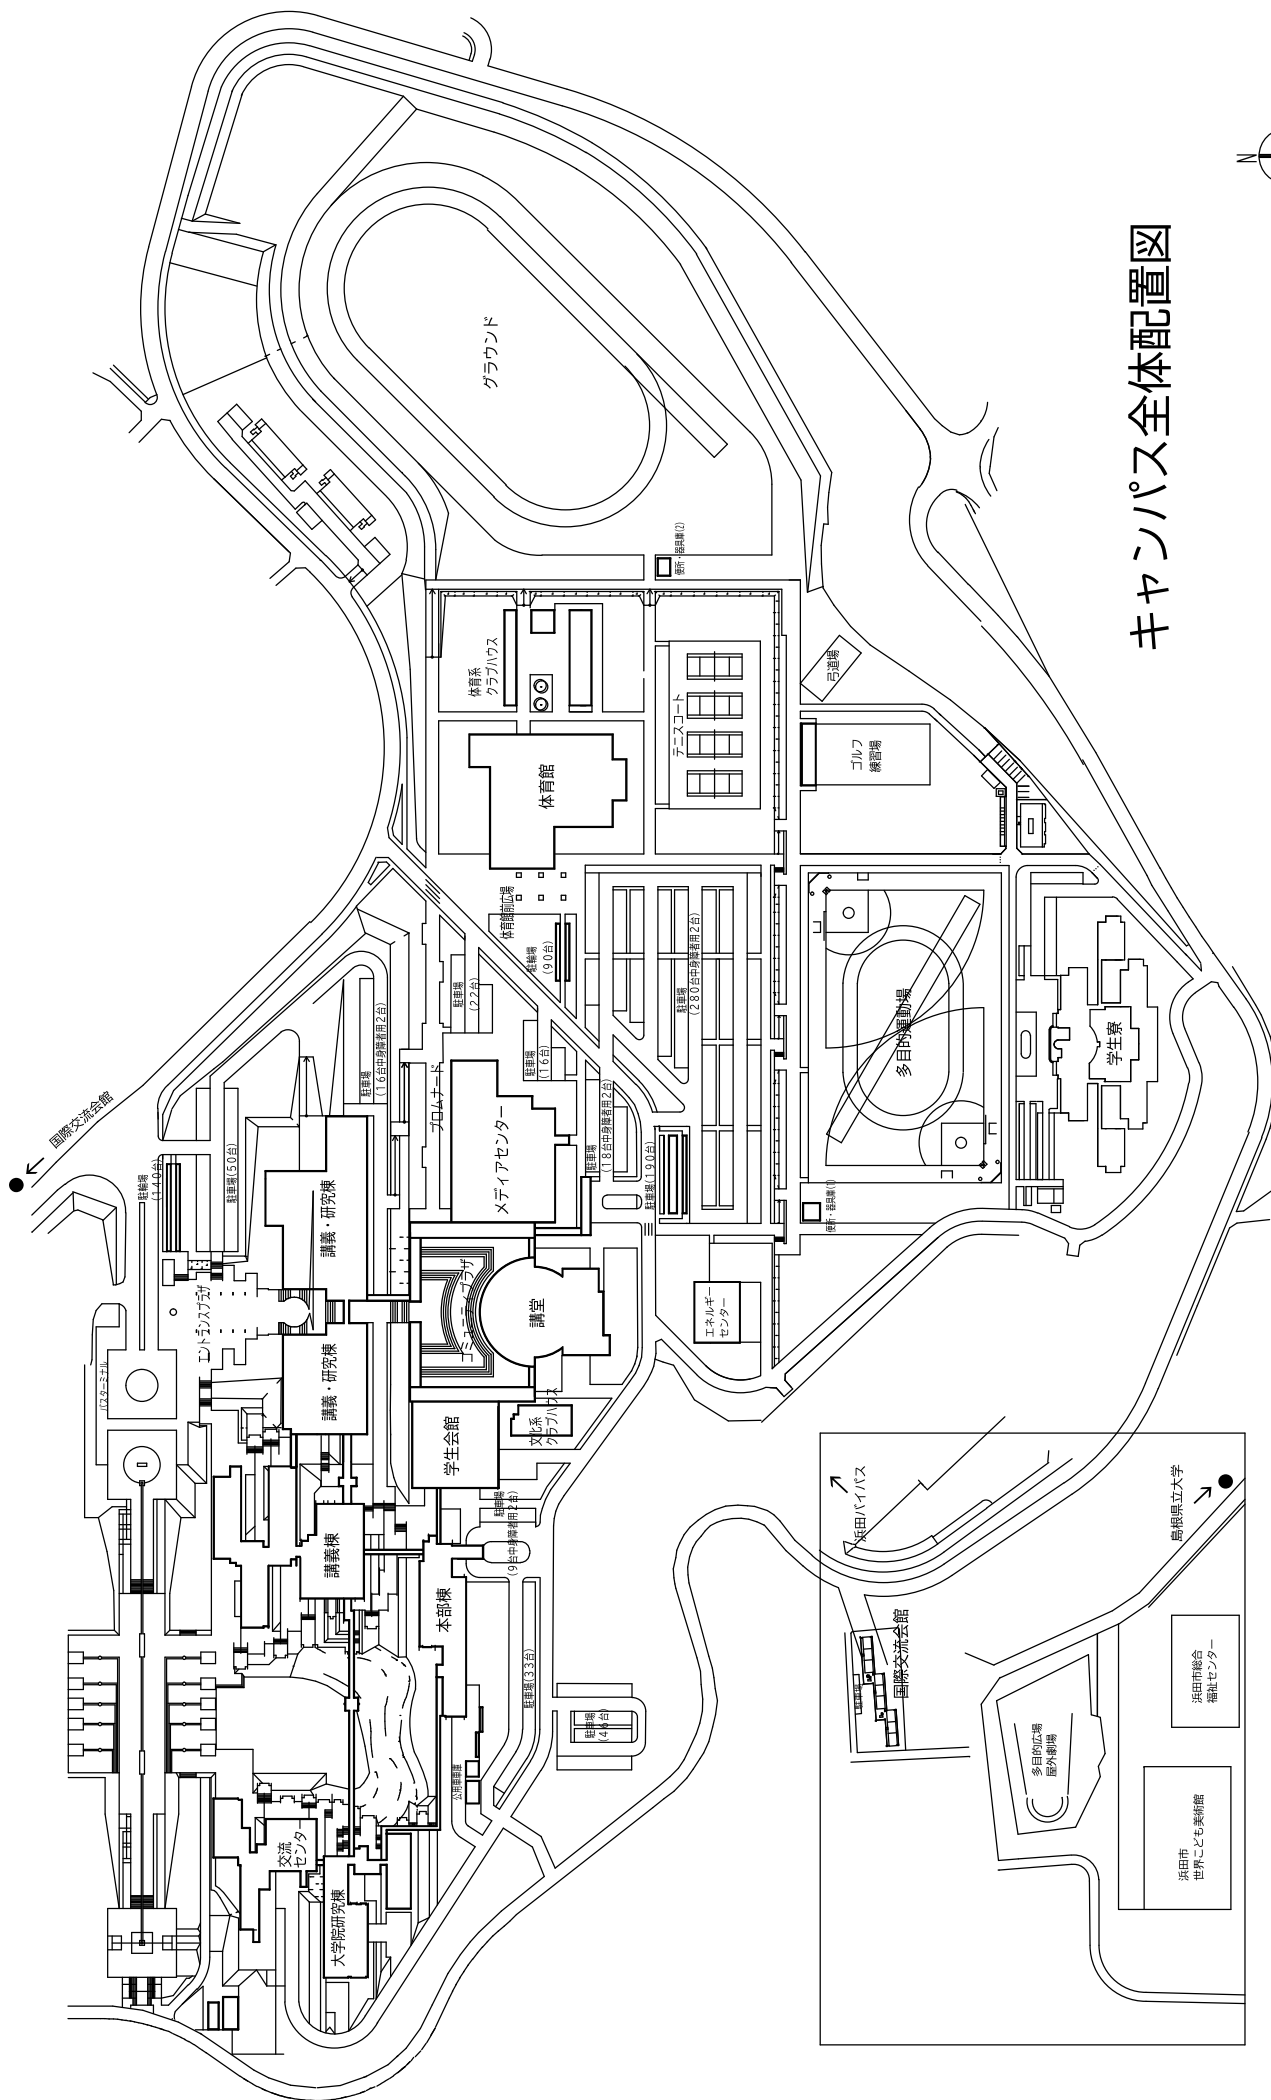 キャンパス全体配置図
N
国際交流会館
駐輪場
(140台)
駐車場(50台)
バスターミナル
エントランスプラザ
講義・研究棟
講義・研究棟
講義棟
交流
センター
大学院研究棟
駐車場
(16台中身障者用2台)
プロムナード
駐車場
(22台)
駐車場
(16台)
メディアセンター
コミュニティプラザ
講堂
学生会館
文化系
クラブハウス
本部棟
公用車車庫
駐車場
(9台中身障者用2台)
駐車場(33台)
駐車場
(46台)
駐車場
(18台中身障者用2台)
駐車場(190台)
駐車場
(280台中身障者用2台)
駐輪場
(90台)
体育館前広場
体育館
体育系
クラブハウス
グラウンド
便所・器具庫(2)
テニスコート
弓道場
ゴルフ
練習場
多目的運動場
便所・器具庫(1)
エネルギー
センター
学生寮
浜田バイパス
駐車場
国際交流会館
島根県立大学
多目的広場
屋外劇場
浜田市総合
福祉センター
浜田市
世界こども美術館